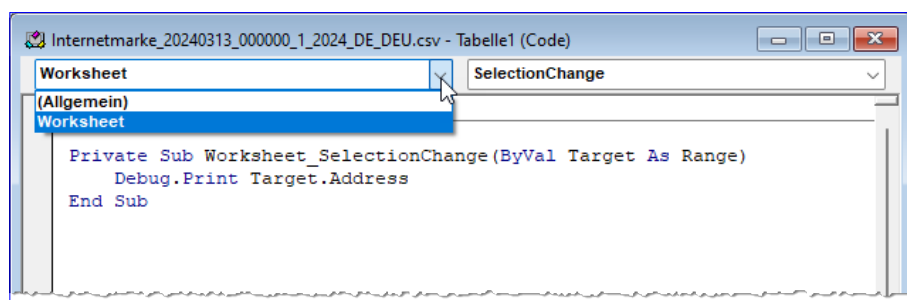 Internetmarke_20240313_000000_1_2024_DE_DEU.csv - Tabelle1 (Code)
Worksheet SelectionChange
(Allgemein)
Worksheet
Private Sub Worksheet_SelectionChange(ByVal Target As Range)
Debug.Print Target.Address
End Sub